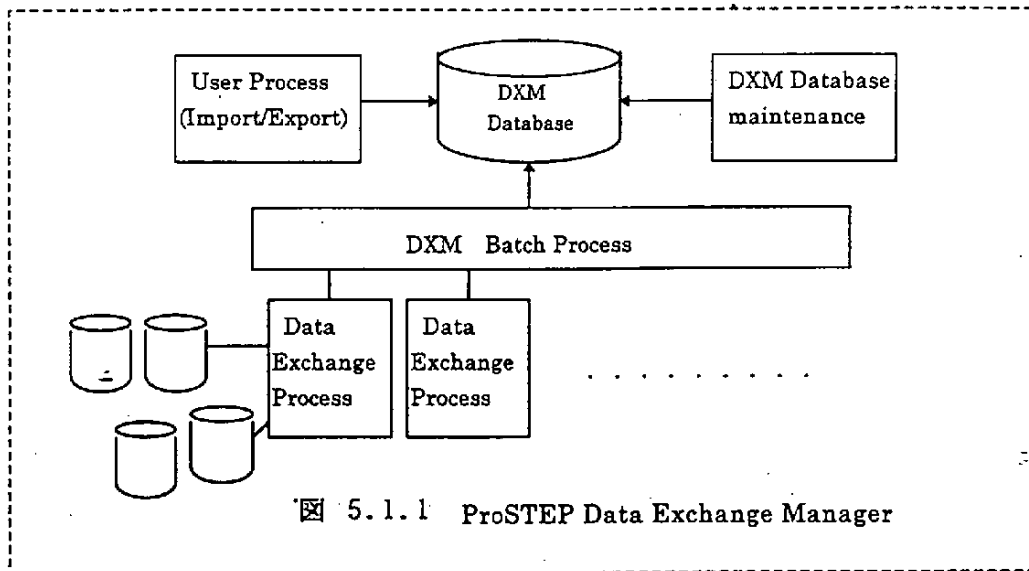 User Process
(Import/Export)
DXM
Database
DXM Database
maintenance
DXM Batch Process
Data
Exchange
Process
Data
Exchange
Process
. . . . . . . . .
図 5.1.1 ProSTEP Data Exchange Manager